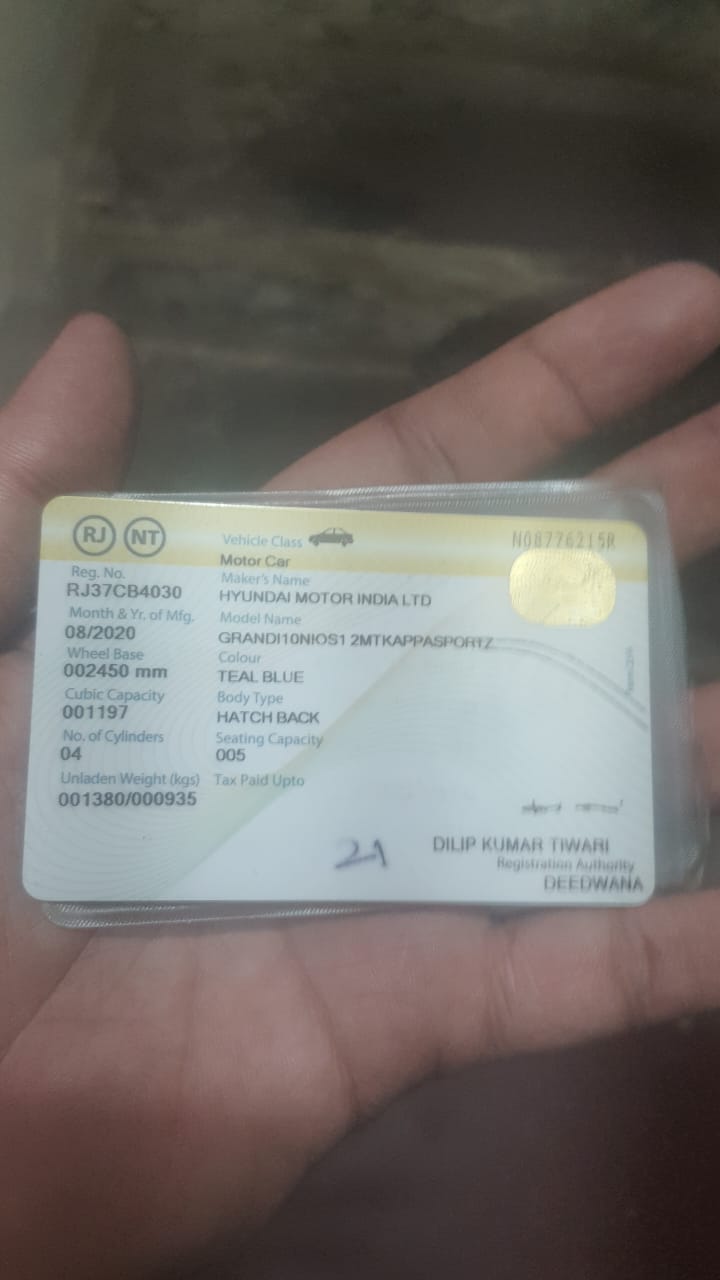 RJ NT
Vehicle Class
N08776215R
Motor Car
Reg. No.
RJ37CB4030
Maker's Name
HYUNDAI MOTOR INDIA LTD
Month & Yr. of Mfg.
08/2020
Model Name
GRANDI10NIOS1 2MTKAPPASPORTZ
Wheel Base
002450 mm
Colour
TEAL BLUE
Cubic Capacity
001197
Body Type
HATCH BACK
No. of Cylinders
04
Seating Capacity
005
Unladen Weight (kgs)
001380/000935
Tax Paid Upto
21
DILIP KUMAR TIWARI
Registration Authority
DEEDWANA